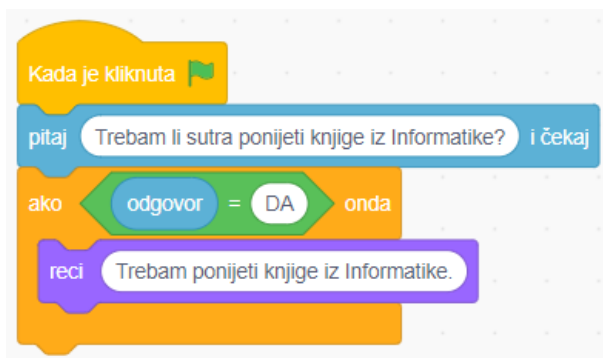 Kada je kliknuta
pitaj Trebam li sutra ponijeti knjige iz Informatike? i čekaj
ako odgovor = DA onda
reci Trebam ponijeti knjige iz Informatike.